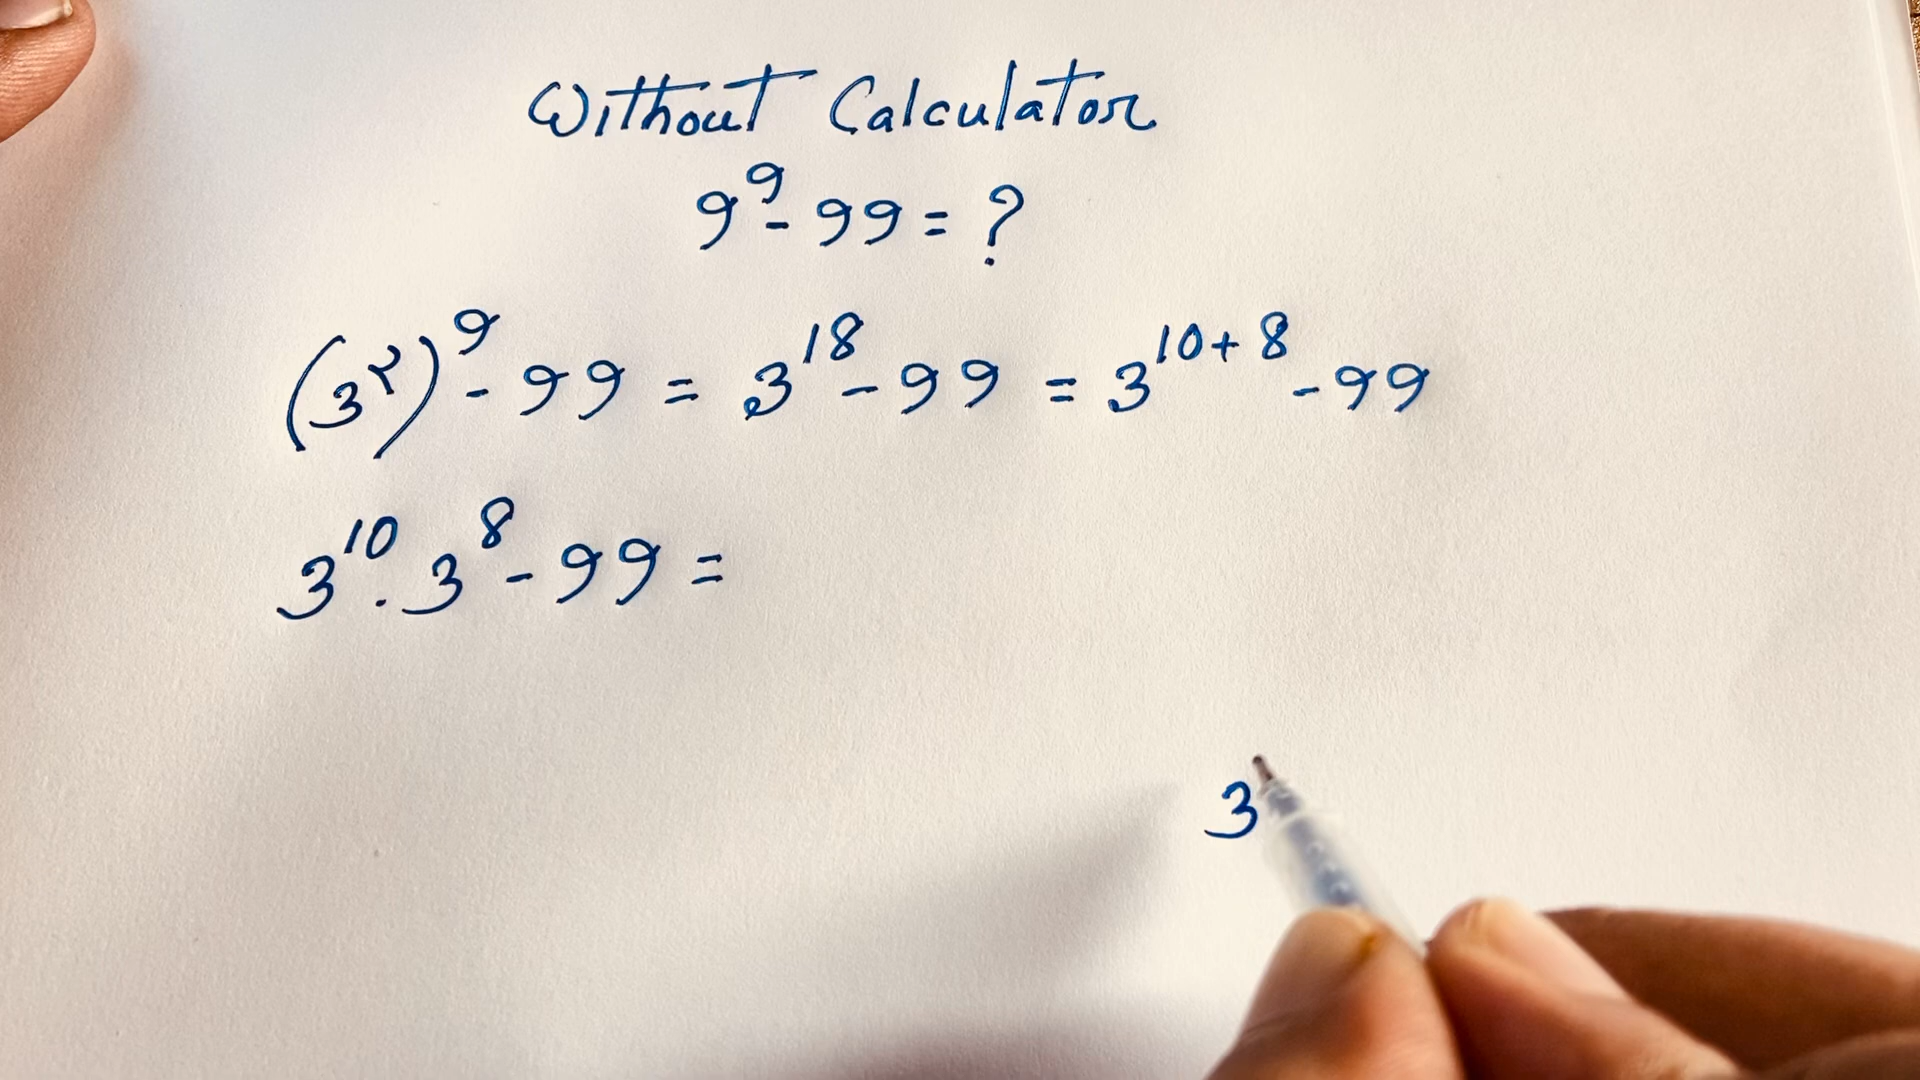 Without Calculator
9⁹ - 99 = ?
(3²)⁹ - 99 = 3¹⁸ - 99 = 3¹⁰⁺⁸ - 99
3¹⁰ . 3⁸ - 99 =
3